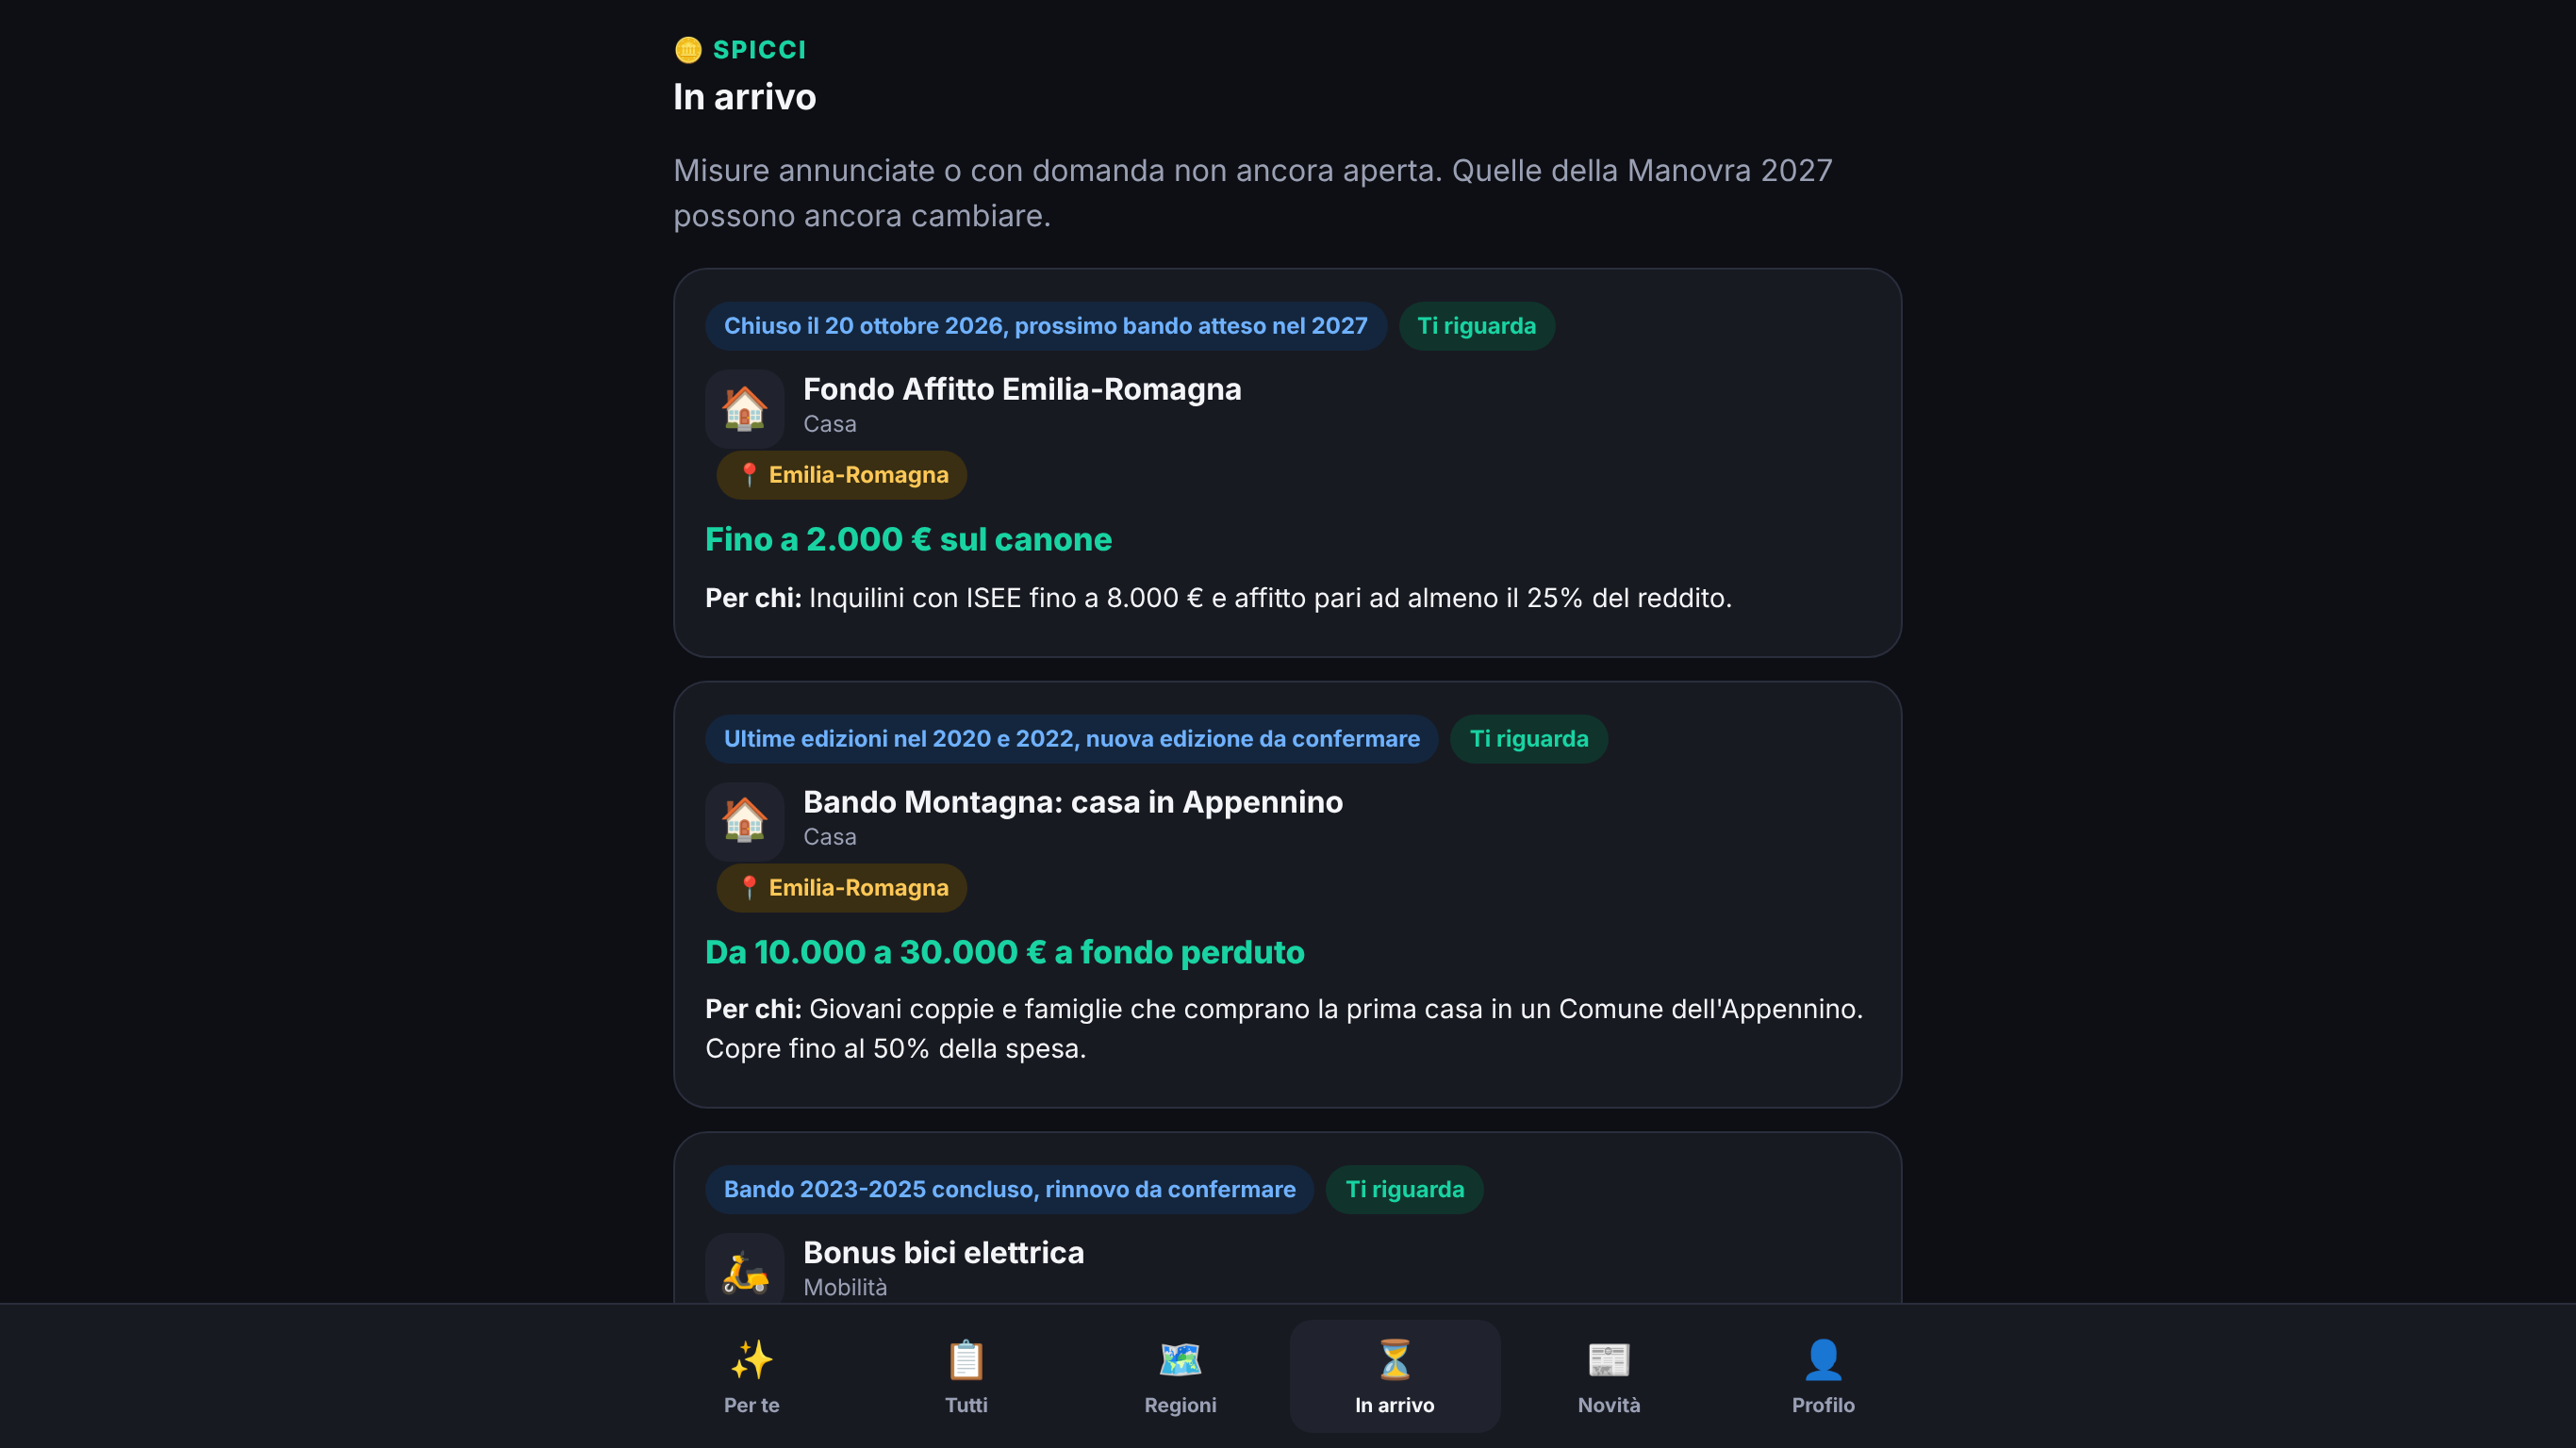 SPICCI
In arrivo
Misure annunciate o con domanda non ancora aperta. Quelle della Manovra 2027
possono ancora cambiare.
Chiuso il 20 ottobre 2026, prossimo bando atteso nel 2027
Ti riguarda
Fondo Affitto Emilia-Romagna
Casa
Emilia-Romagna
Fino a 2.000 € sul canone
Per chi: Inquilini con ISEE fino a 8.000 € e affitto pari ad almeno il 25% del reddito.
Ultime edizioni nel 2020 e 2022, nuova edizione da confermare
Ti riguarda
Bando Montagna: casa in Appennino
Casa
Emilia-Romagna
Da 10.000 a 30.000 € a fondo perduto
Per chi: Giovani coppie e famiglie che comprano la prima casa in un Comune dell'Appennino.
Copre fino al 50% della spesa.
Bando 2023-2025 concluso, rinnovo da confermare
Ti riguarda
Bonus bici elettrica
Mobilità
Per te
Tutti
Regioni
In arrivo
Novità
Profilo